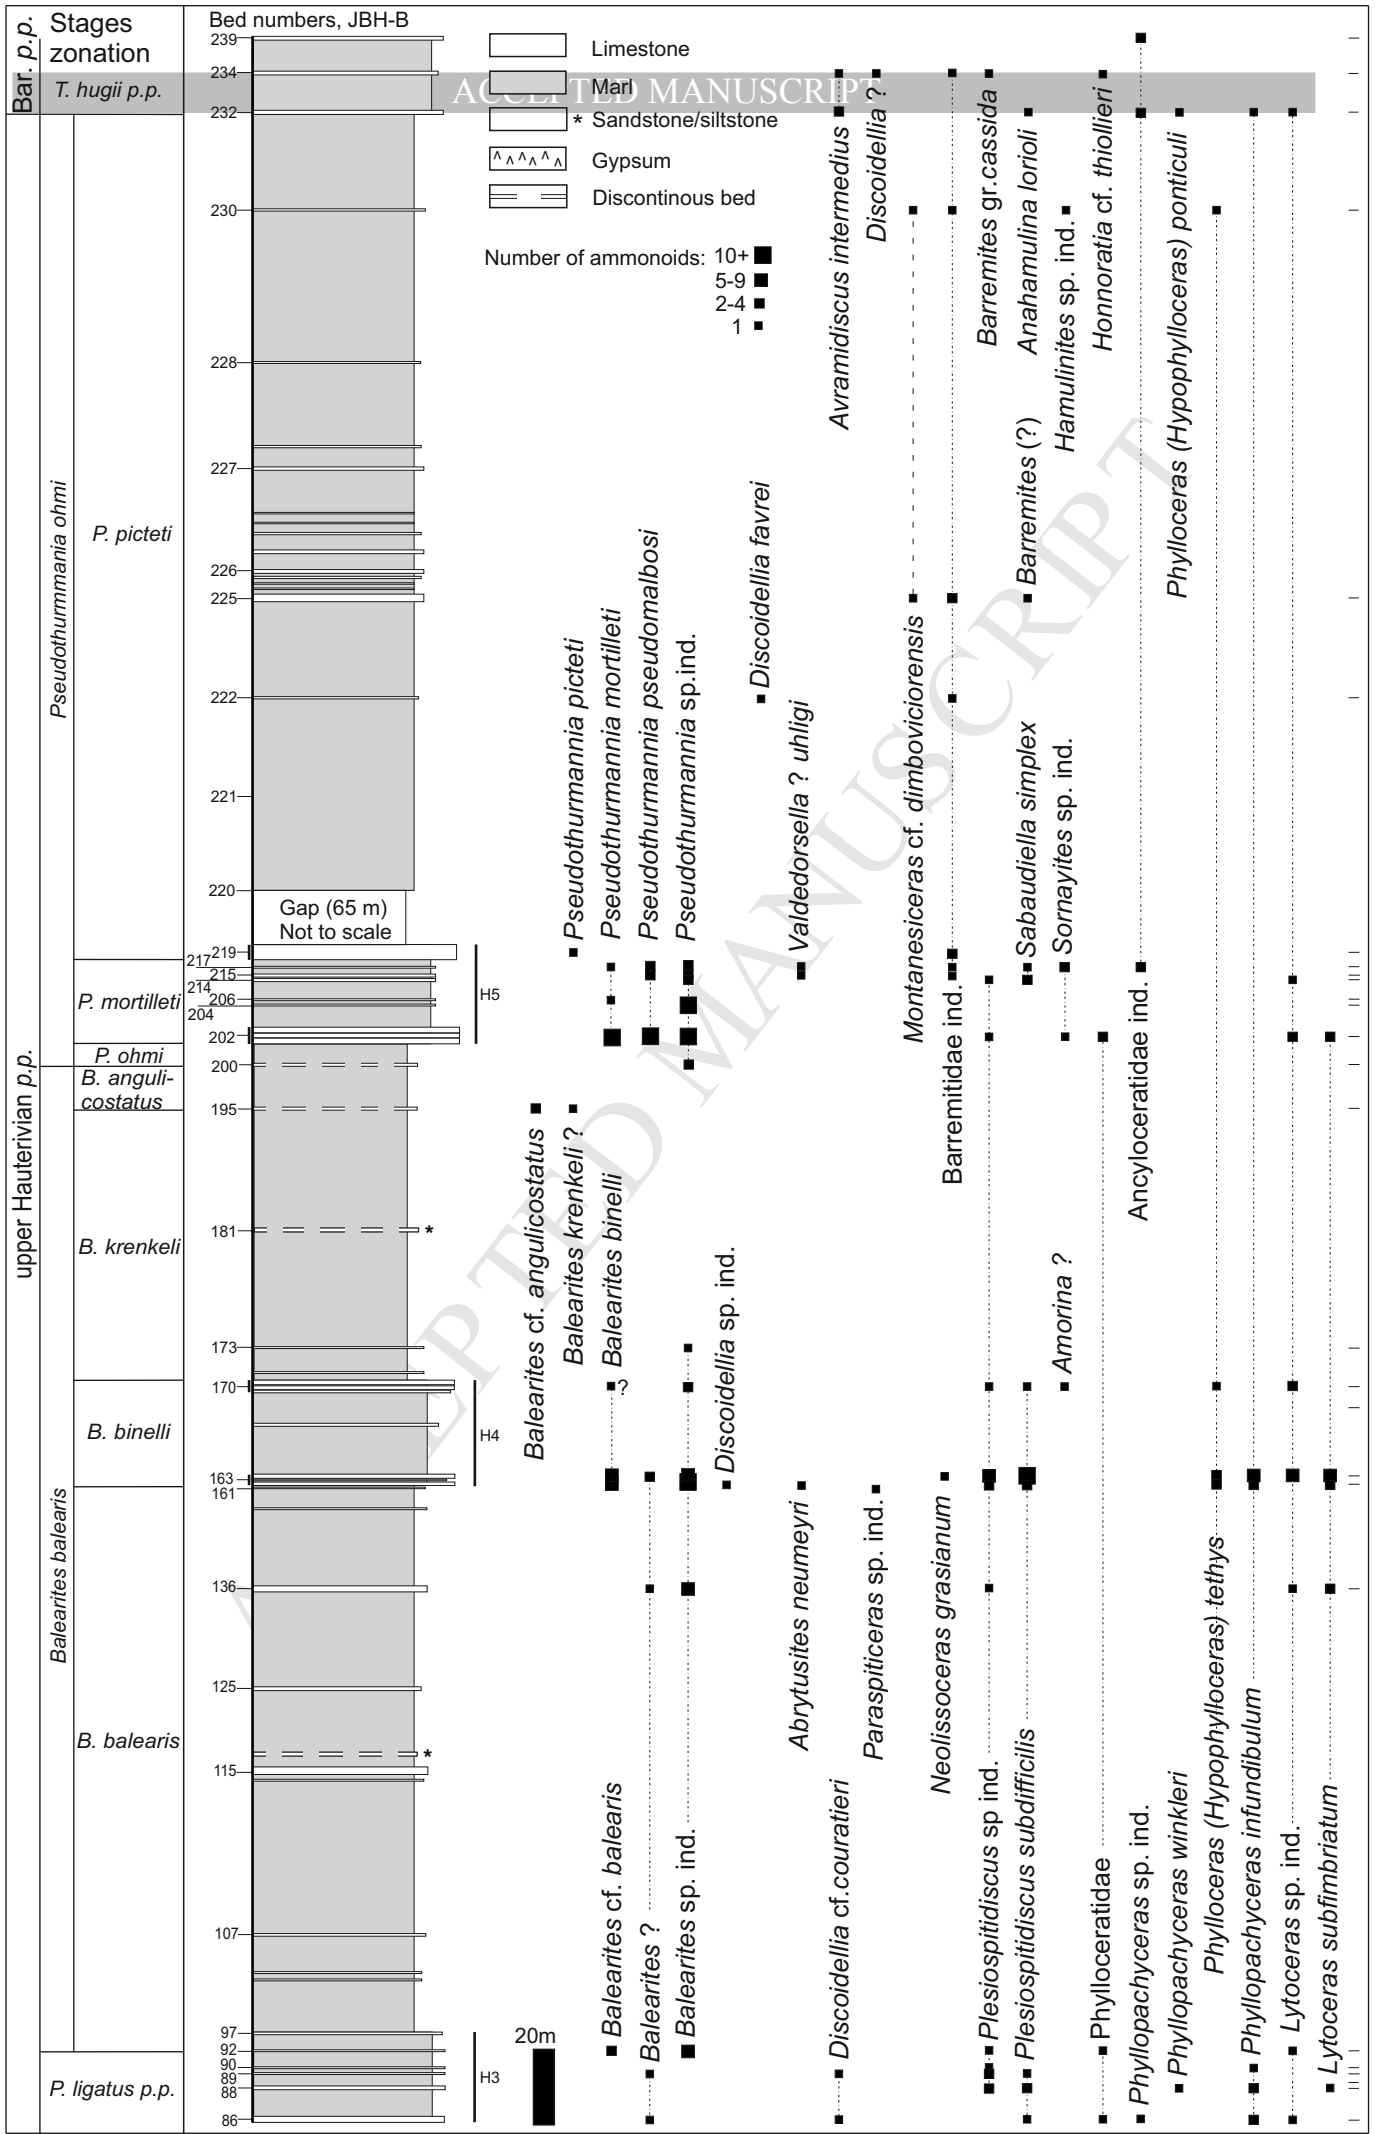 Bar. p.p.
Stages
zonation
Bed numbers, JBH-B
T. hugii p.p.
ACCEPTED MANUSCRIPT
Limestone
Marl
* Sandstone/siltstone
Gypsum
Discontinous bed
Number of ammonoids: 10+
5-9
2-4
1
upper Hauterivian p.p.
Pseudothurmmania ohmi
P. picteti
P. mortilleti
P. ohmi
Balearites balearis
B. anguli-
costatus
B. krenkeli
B. binelli
B. balearis
P. ligatus p.p.
239
234
232
230
228
227
226
225
222
221
220
Gap (65 m)
Not to scale
219
217
215
214
206
204
202
200
195
181
*
173
170
163
161
136
125
*
115
107
97
92
90
89
88
86
H5
H4
H3
20m
Avramidiscus intermedius
Discoidellia ?
Barremites gr.cassida
Anahamulina lorioli
Hamulinites sp. ind.
Honnoratia cf. thiollieri
Phylloceras (Hypophylloceras) ponticuli
Barremites (?)
Discoidellia favrei
Pseudothurmannia picteti
Pseudothurmannia mortilleti
Pseudothurmannia pseudomalbosi
Pseudothurmannia sp.ind.
Valdedorsella ? uhligi
Montanesiceras cf. dimboviciorensis
Barremitidae ind.
Sabaudiella simplex
Sornayites sp. ind.
Ancyloceratidae ind.
Balearites cf. angulicostatus
Balearites krenkeli ?
Balearites binelli
?
Discoidellia sp. ind.
Amorina ?
Abrytusites neumeyri
Paraspiticeras sp. ind.
Neolissoceras grasianum
Balearites cf. balearis
Balearites ?
Balearites sp. ind.
Discoidellia cf.couratieri
Plesiospitidiscus sp ind.
Plesiospitidiscus subdifficilis
Phylloceratidae
Phyllopachyceras sp. ind.
Phyllopachyceras winkleri
Phylloceras (Hypophylloceras) tethys
Phyllopachyceras infundibulum
Lytoceras sp. ind.
Lytoceras subfimbriatum
ACCEPTED MANUSCRIPT